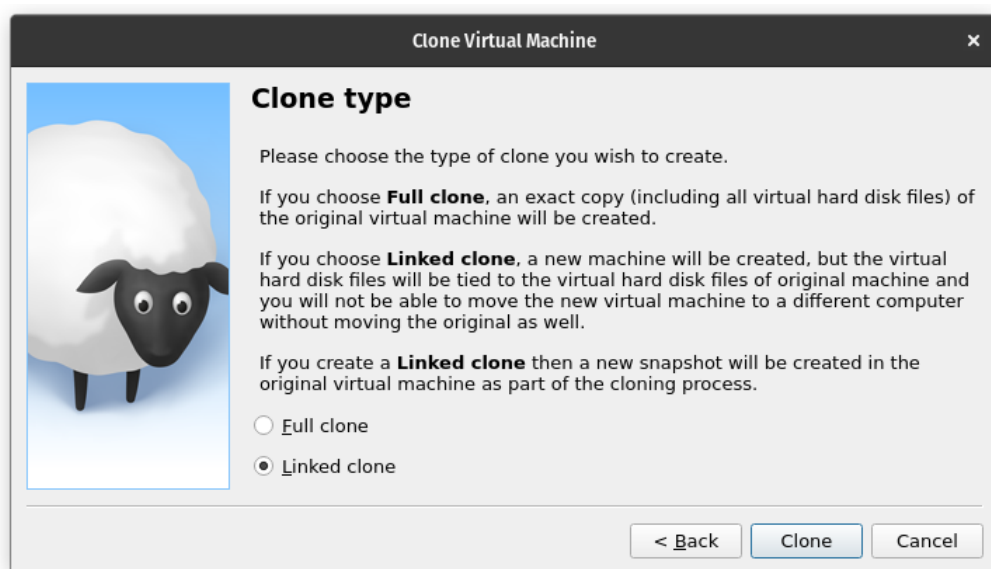 Clone Virtual Machine
×
Clone type
Please choose the type of clone you wish to create.
If you choose Full clone, an exact copy (including all virtual hard disk files) of
the original virtual machine will be created.
If you choose Linked clone, a new machine will be created, but the virtual
hard disk files will be tied to the virtual hard disk files of original machine and
you will not be able to move the new virtual machine to a different computer
without moving the original as well.
If you create a Linked clone then a new snapshot will be created in the
original virtual machine as part of the cloning process.
Full clone
Linked clone
< Back Clone Cancel